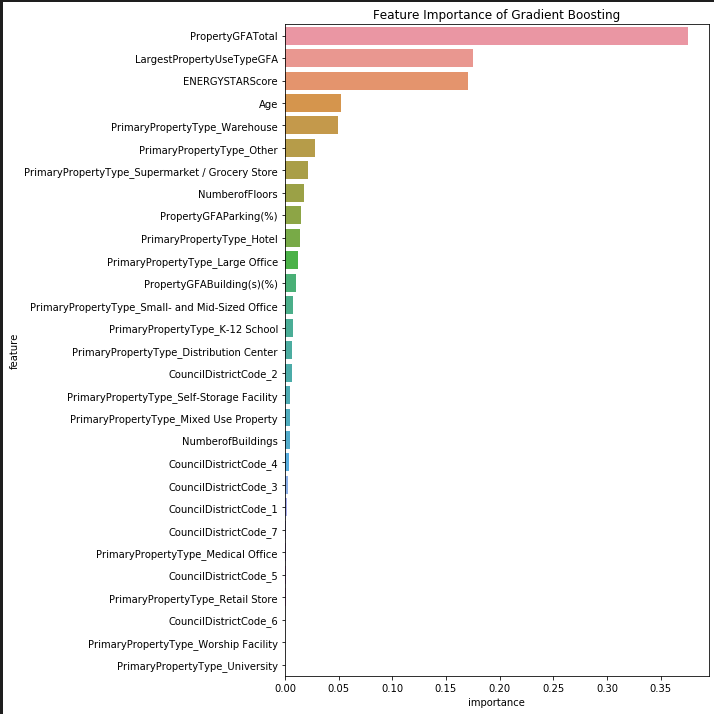 Feature Importance of Gradient Boosting
PropertyGFATotal
LargestPropertyUseTypeGFA
ENERGYSTARScore
Age
PrimaryPropertyType_Warehouse
PrimaryPropertyType_Other
PrimaryPropertyType_Supermarket / Grocery Store
NumberofFloors
PropertyGFAParking(%)
PrimaryPropertyType_Hotel
PrimaryPropertyType_Large Office
PropertyGFABuilding(s)(%)
PrimaryPropertyType_Small- and Mid-Sized Office
PrimaryPropertyType_K-12 School
PrimaryPropertyType_Distribution Center
CouncilDistrictCode_2
PrimaryPropertyType_Self-Storage Facility
PrimaryPropertyType_Mixed Use Property
NumberofBuildings
CouncilDistrictCode_4
CouncilDistrictCode_3
CouncilDistrictCode_1
CouncilDistrictCode_7
PrimaryPropertyType_Medical Office
CouncilDistrictCode_5
PrimaryPropertyType_Retail Store
CouncilDistrictCode_6
PrimaryPropertyType_Worship Facility
PrimaryPropertyType_University
feature
0.00 0.05 0.10 0.15 0.20 0.25 0.30 0.35
importance